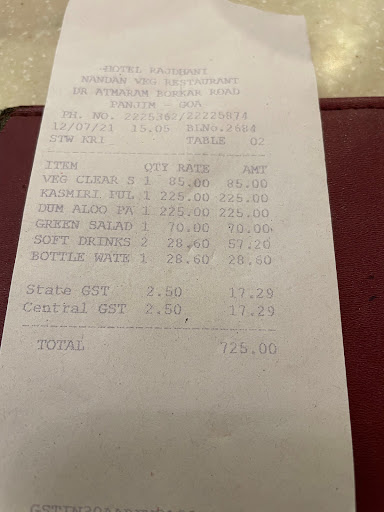 HOTEL RAJDHANI
NANDAN VEG RESTAURANT
DR ATMARAM BORKAR ROAD
PANJIM - GOA
PH. NO. 2225362/22225874
12/07/21 15.05 BLNo.2684
STW KRI TABLE 02
ITEM QTY RATE AMT
VEG CLEAR S 1 85.00 85.00
KASMIRI PUL 1 225.00 225.00
DUM ALOO PA 1 225.00 225.00
GREEN SALAD 1 70.00 70.00
SOFT DRINKS 2 28.60 57.20
BOTTLE WATE 1 28.60 28.60
State GST 2.50 17.29
Central GST 2.50 17.29
TOTAL 725.00